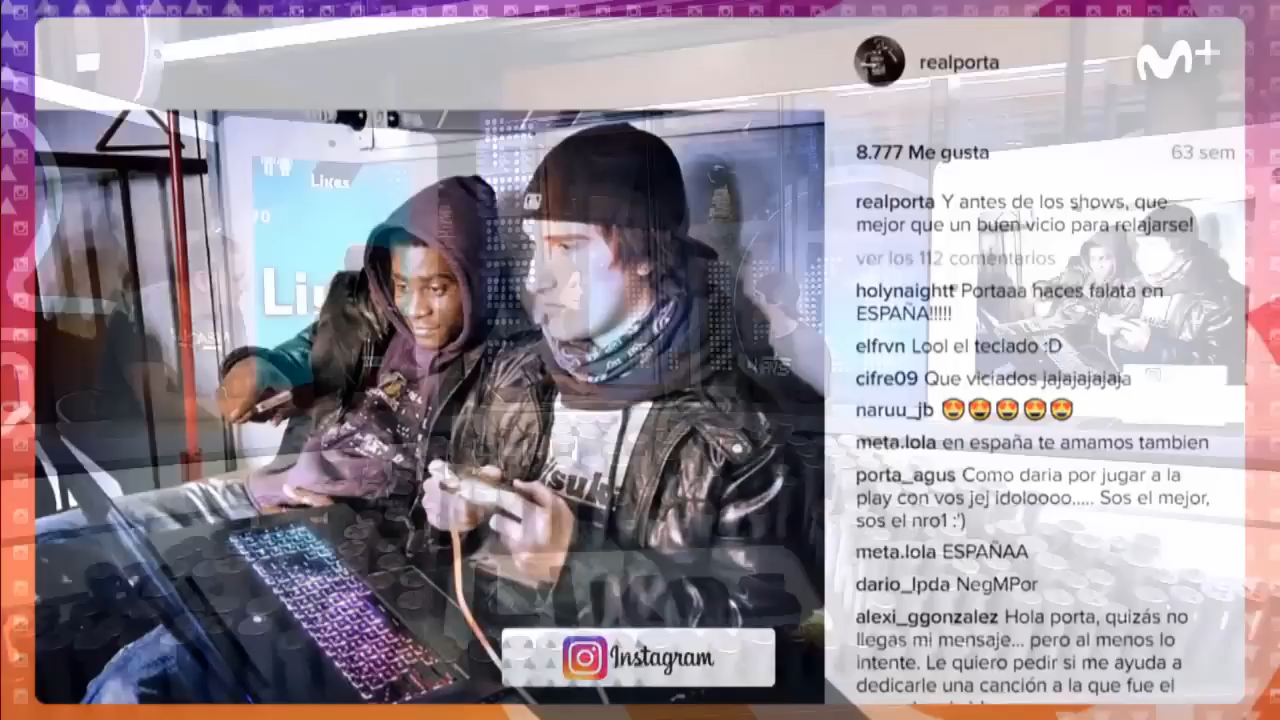 realporta
M+
8.777 Me gusta
63 sem
realporta Y antes de los shows, que
mejor que un buen vicio para relajarse!
ver los 112 comentarios
holynaightt Portaaa haces falata en
ESPAÑA!!!!!
elfrvn Lool el teclado :D
cifre09 Que viciados jajajajajaja
naruu_jb 😍😍😍😍😍
meta.lola en españa te amamos tambien
porta_agus Como daria por jugar a la
play con vos jej idoloooo..... Sos el mejor,
sos el nro1 :')
meta.lola ESPAÑAA
dario_lpda NegMPor
alexi_ggonzalez Hola porta, quizás no
llegas mi mensaje... pero al menos lo
intente. Le quiero pedir si me ayuda a
dedicarle una canción a la que fue el
Likes
Instagram